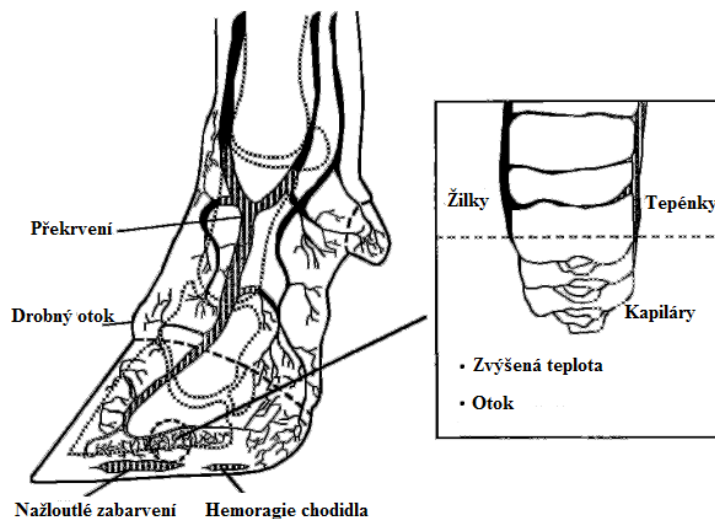 Překrvení
Drobný otok
Nažloutlé zabarvení
Hemoragie chodidla
Žilky
Tepénky
Kapiláry
• Zvýšená teplota
• Otok